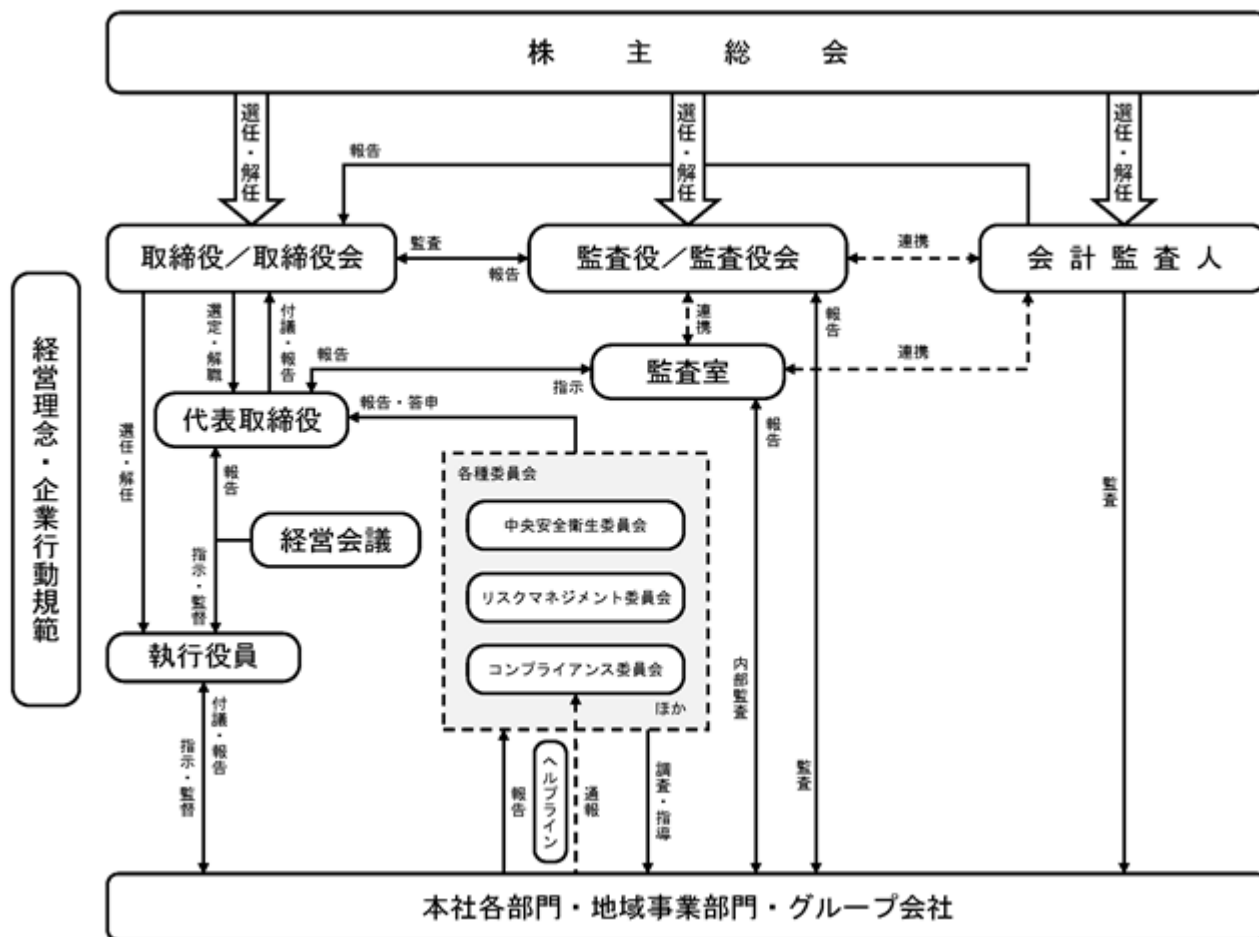 株主総会
選任・解任
選任・解任
選任・解任
報告
取締役／取締役会
監査
報告
監査役／監査役会
連携
会計監査人
経営理念・企業行動規範
選定・解職
付議・報告
連携
報告
報告
指示
監査室
連携
代表取締役
報告・答申
選任・解任
報告
報告
監査
各種委員会
中央安全衛生委員会
経営会議
指示・監督
リスクマネジメント委員会
執行役員
コンプライアンス委員会
ほか
内部監査
付議・報告
指示・監督
報告
ヘルプライン
通報
調査・指導
監査
本社各部門・地域事業部門・グループ会社